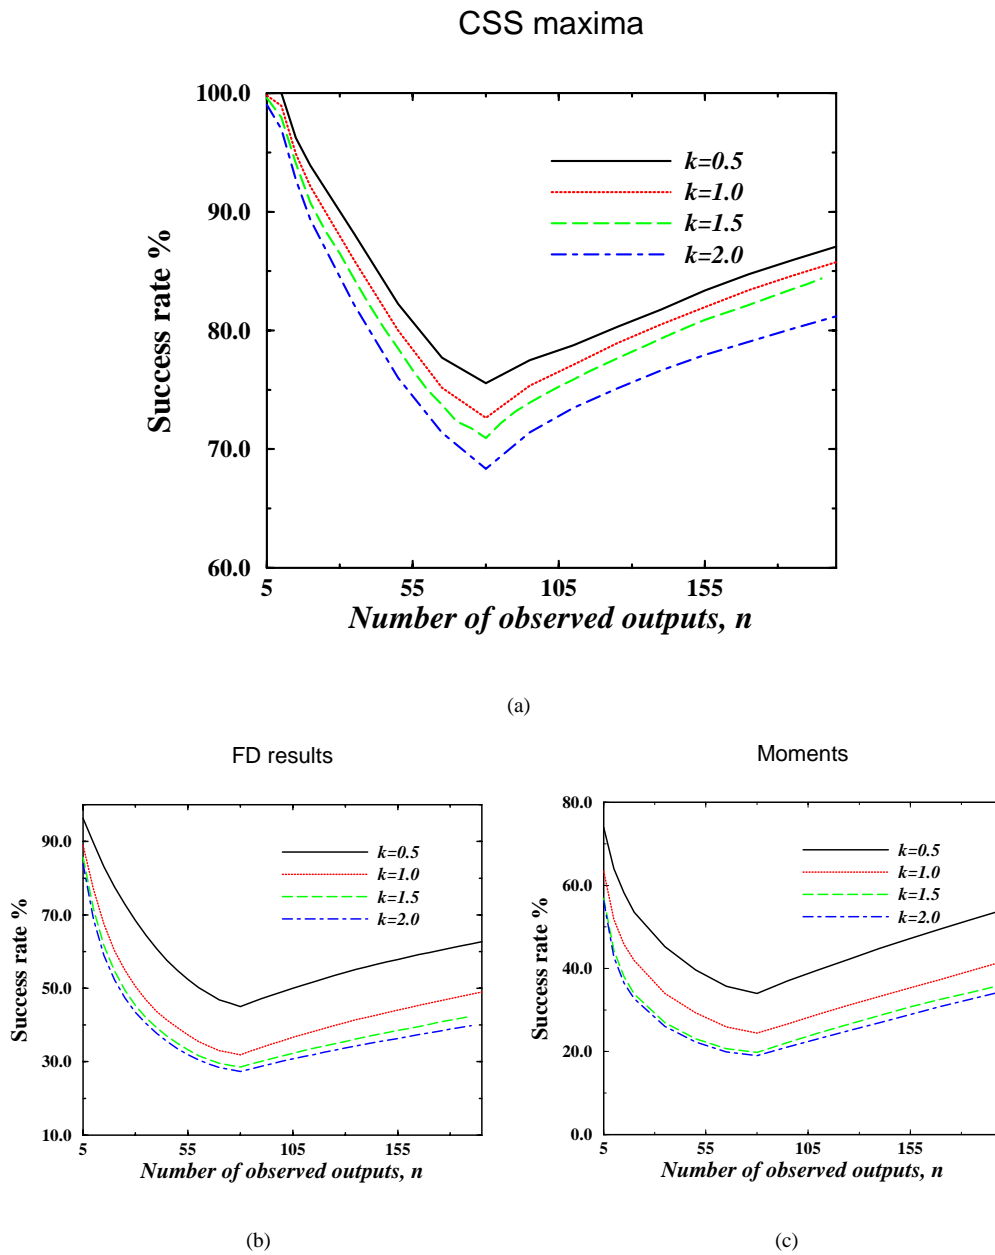 CSS maxima
100.0
90.0
80.0
70.0
60.0
Success rate %
k=0.5
k=1.0
k=1.5
k=2.0
5 55 105 155
Number of observed outputs, n
(a)
FD results
90.0
70.0
50.0
30.0
10.0
Success rate %
k=0.5
k=1.0
k=1.5
k=2.0
5 55 105 155
Number of observed outputs, n
(b)
Moments
80.0
60.0
40.0
20.0
0.0
Success rate %
k=0.5
k=1.0
k=1.5
k=2.0
5 55 105 155
Number of observed outputs, n
(c)